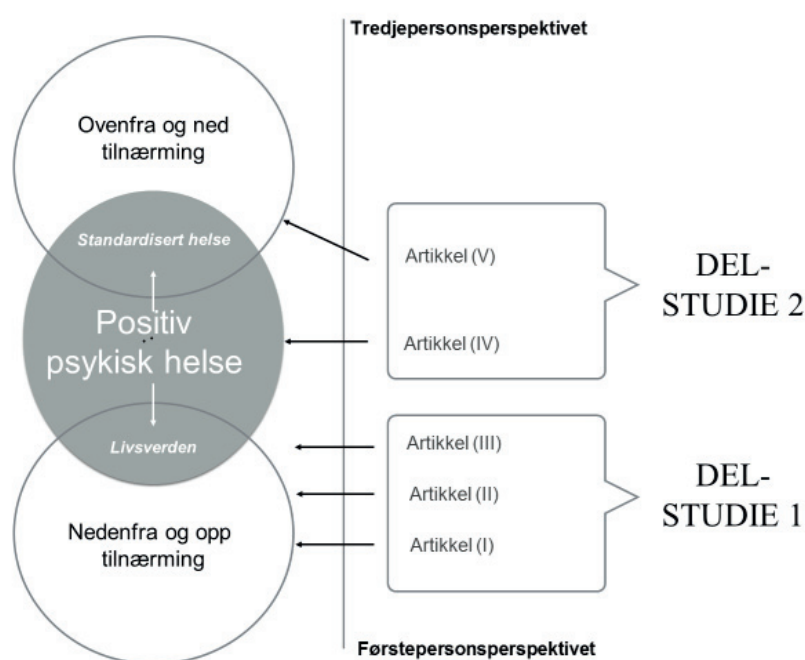 Tredjepersonsperspektivet
Ovenfra og ned
tilnærming
Standardisert helse
Positiv
psykisk helse
Livsverden
Nedenfra og opp
tilnærming
Artikkel (V)
Artikkel (IV)
DEL-
STUDIE 2
Artikkel (III)
Artikkel (II)
Artikkel (I)
DEL-
STUDIE 1
Førstepersonsperspektivet